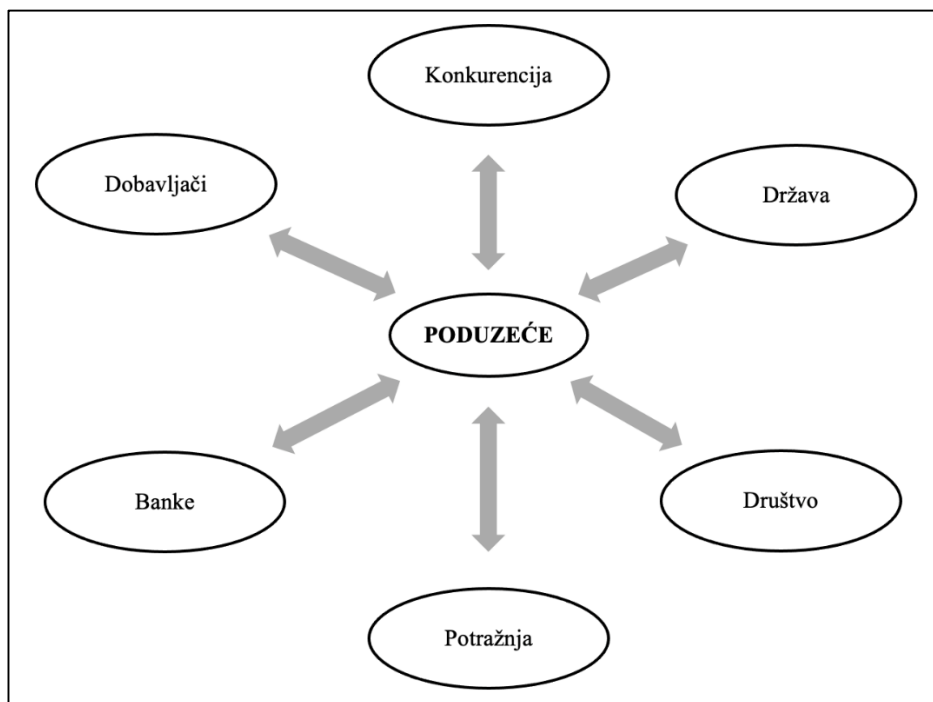 Konkurencija
Dobavljači
Država
PODUZEĆE
Banke
Društvo
Potražnja